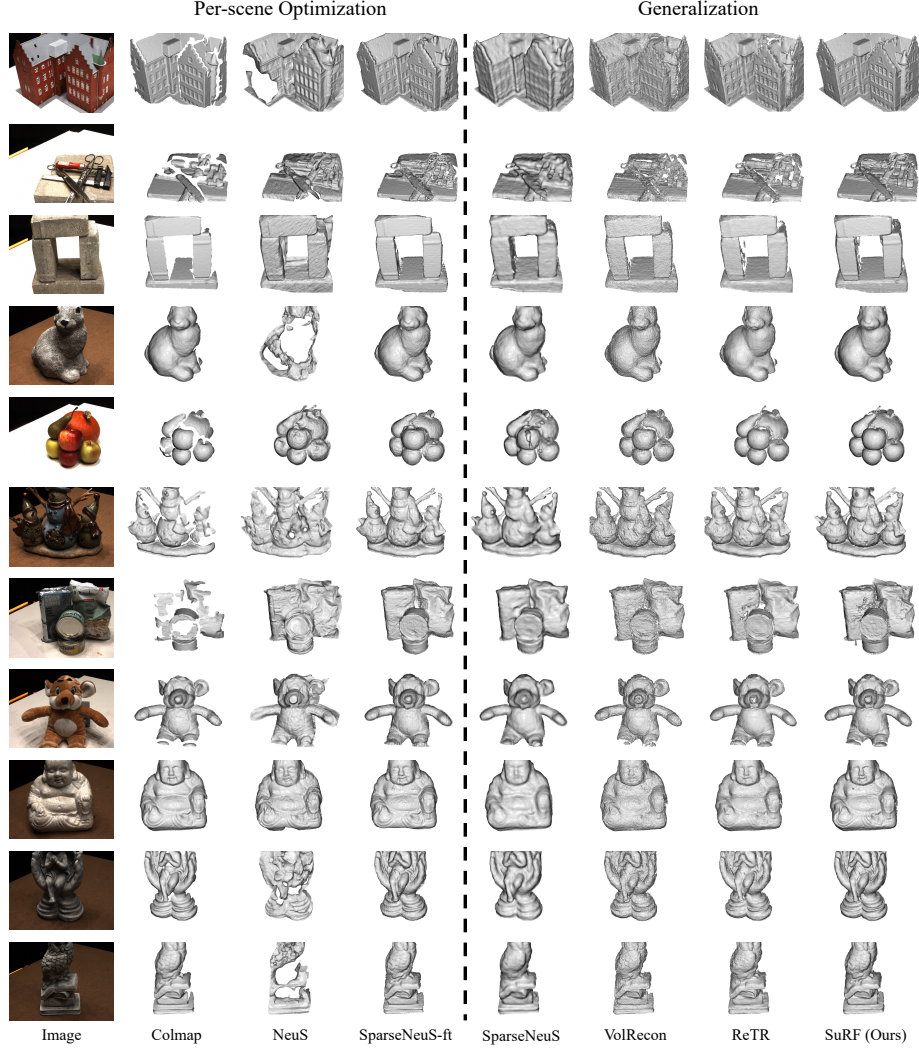 Per-scene Optimization
Generalization
Image
Colmap
NeuS
SparseNeuS-ft
SparseNeuS
VolRecon
ReTR
SuRF (Ours)